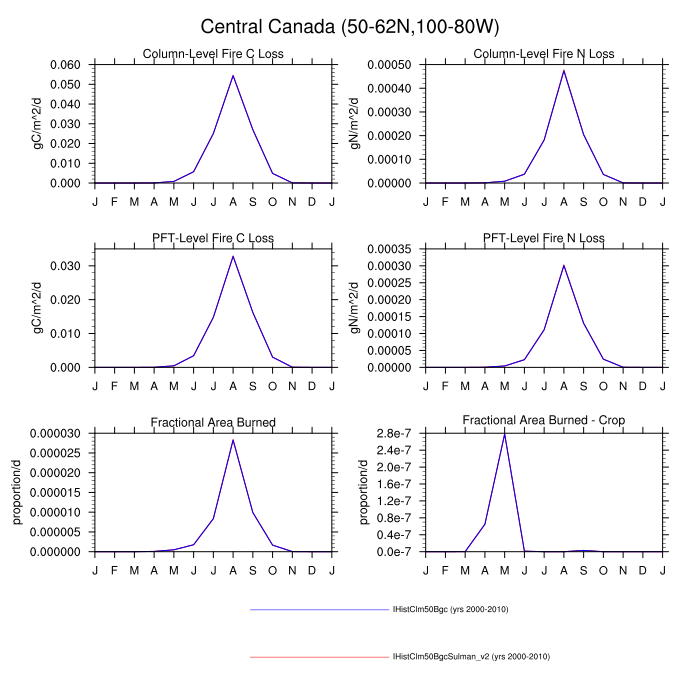 Central Canada (50-62N,100-80W)
Column-Level Fire C Loss
gC/m^2/d
0.060
0.050
0.040
0.030
0.020
0.010
0.000
J F M A M J J A S O N D J
Column-Level Fire N Loss
gN/m^2/d
0.00050
0.00040
0.00030
0.00020
0.00010
0.00000
J F M A M J J A S O N D J
PFT-Level Fire C Loss
gC/m^2/d
0.030
0.020
0.010
0.000
J F M A M J J A S O N D J
PFT-Level Fire N Loss
gN/m^2/d
0.00035
0.00030
0.00025
0.00020
0.00015
0.00010
0.00005
0.00000
J F M A M J J A S O N D J
Fractional Area Burned
proportion/d
0.000030
0.000025
0.000020
0.000015
0.000010
0.000005
0.000000
J F M A M J J A S O N D J
Fractional Area Burned - Crop
proportion/d
2.8e-7
2.4e-7
2.0e-7
1.6e-7
1.2e-7
0.8e-7
0.4e-7
0.0e-7
J F M A M J J A S O N D J
IHistClm50Bgc (yrs 2000-2010)
IHistClm50BgcSulman_v2 (yrs 2000-2010)